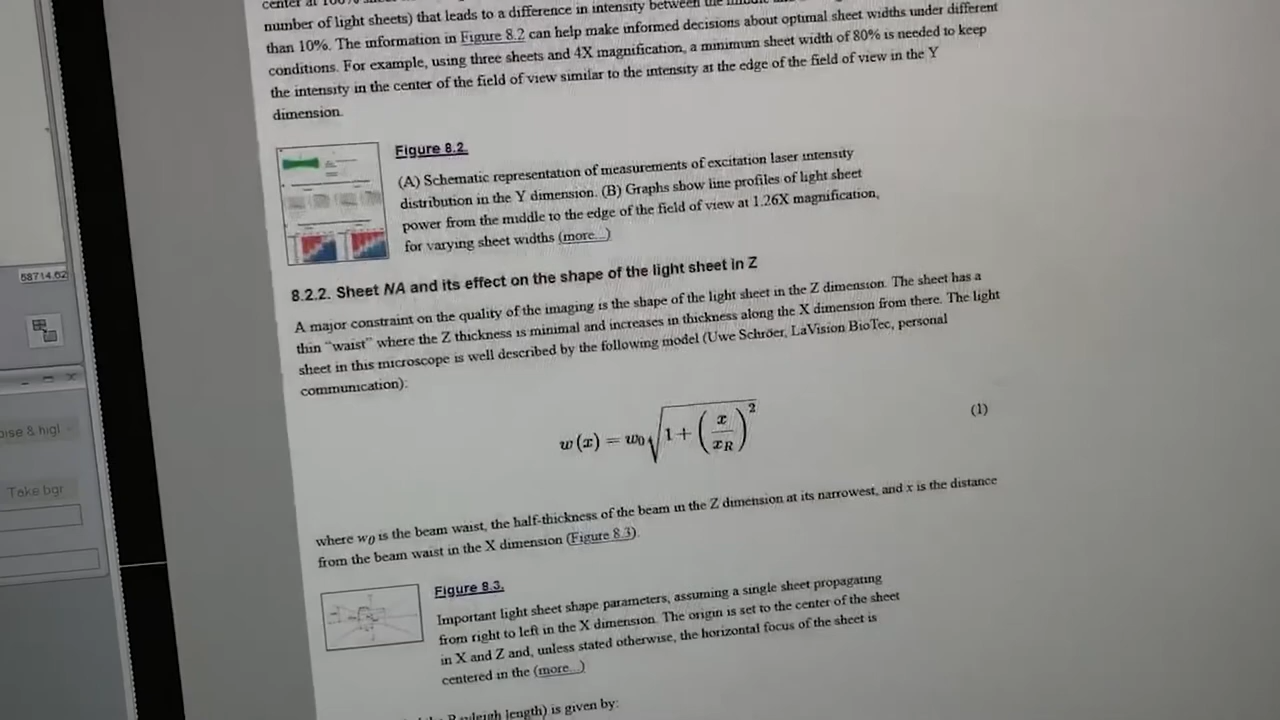 number of light sheets) that leads to a difference in intensity between the
than 10%. The information in Figure 8.2 can help make informed decisions about optimal sheet widths under different
conditions. For example, using three sheets and 4X magnification, a minimum sheet width of 80% is needed to keep
the intensity in the center of the field of view similar to the intensity at the edge of the field of view in the Y
dimension.
Figure 8.2.
(A) Schematic representation of measurements of excitation laser intensity
distribution in the Y dimension. (B) Graphs show line profiles of light sheet
power from the middle to the edge of the field of view at 1.26X magnification,
for varying sheet widths (more...)
68714.62
8.2.2. Sheet NA and its effect on the shape of the light sheet in Z
A major constraint on the quality of the imaging is the shape of the light sheet in the Z dimension. The sheet has a
thin “waist” where the Z thickness is minimal and increases in thickness along the X dimension from there. The light
sheet in this microscope is well described by the following model (Uwe Schröer, LaVision BioTec, personal
communication):
w(x) = w0√1 + (x/xR)² (1)
oise & higl
Take bgr
where w0 is the beam waist, the half-thickness of the beam in the Z dimension at its narrowest, and x is the distance
from the beam waist in the X dimension (Figure 8.3).
Figure 8.3.
Important light sheet shape parameters, assuming a single sheet propagating
from right to left in the X dimension. The origin is set to the center of the sheet
in X and Z and, unless stated otherwise, the horizontal focus of the sheet is
centered in the (more...)
Rayleigh length) is given by: